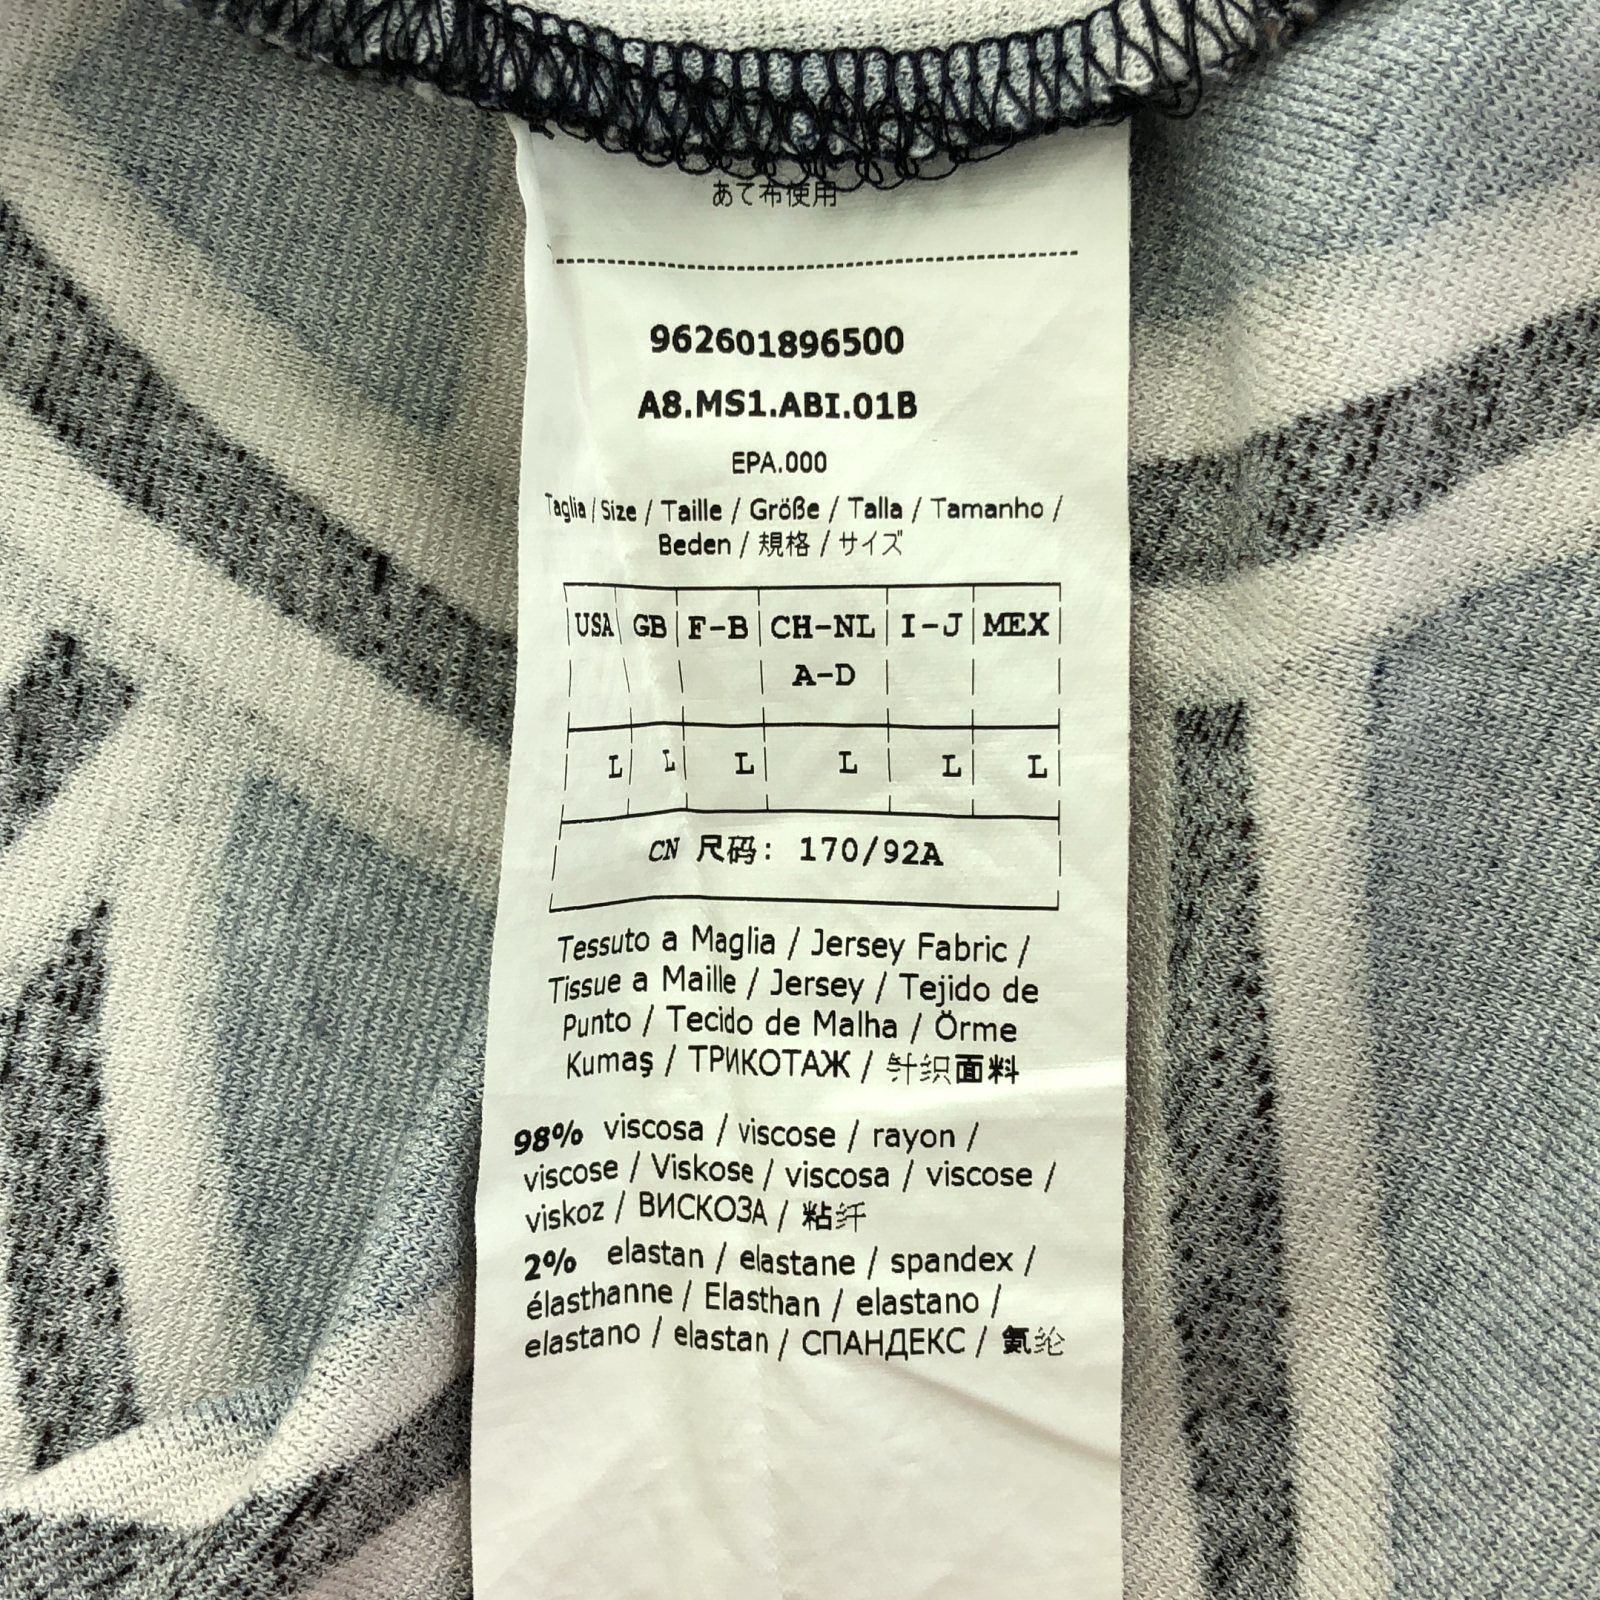 あて布使用
962601896500
A8.MS1.ABI.01B
EPA.000
Taglia / Size / Taille / Größe / Talla / Tamanho /
Beden / 規格 / サイズ
USA GB F-B CH-NL I-J MEX
A-D
L L L L L L
CN 尺码: 170/92A
Tessuto a Maglia / Jersey Fabric /
Tissue a Maille / Jersey / Tejido de
Punto / Tecido de Malha / Örme
Kumaş / ТРИКОТАЖ / 针织面料
98% viscosa / viscose / rayon /
viscose / Viskose / viscosa / viscose /
viskoz / ВИСКОЗА / 粘纤
2% elastan / elastane / spandex /
élasthanne / Elasthan / elastano /
elastano / elastan / СПАНДЕКС / 氨纶